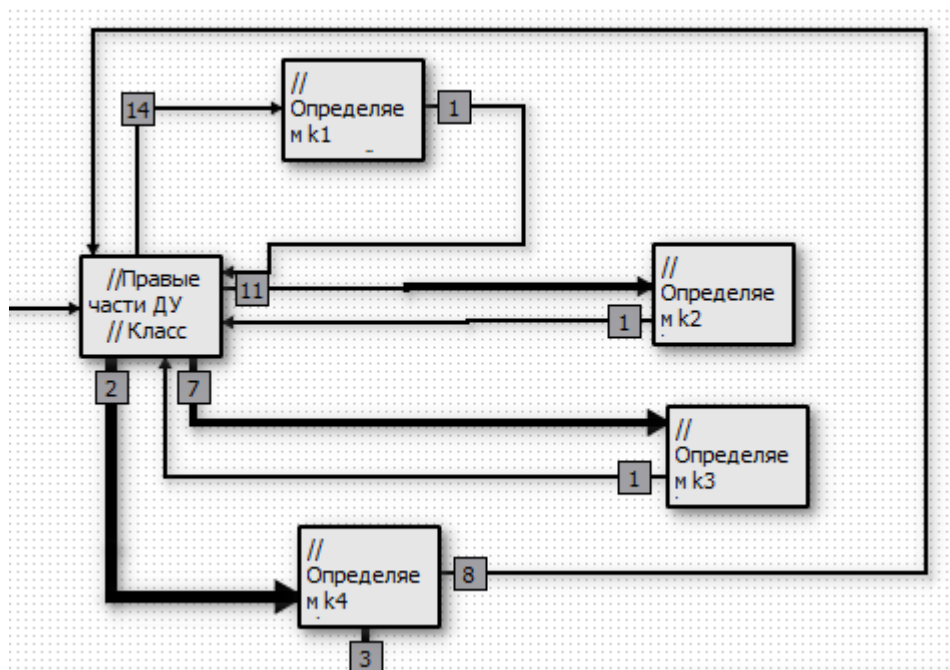 //
Определяе
м k1
14
1
//Правые
части ДУ
// Класс
11
//
Определяе
м k2
1
2
7
//
Определяе
м k3
1
//
Определяе
м k4
8
3